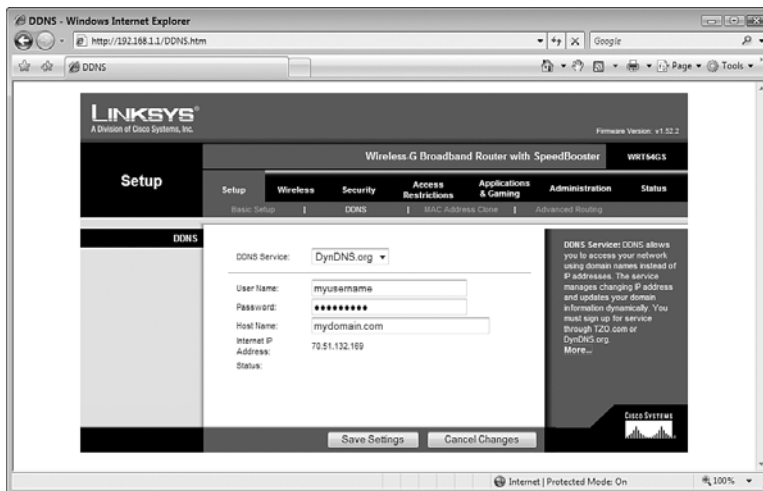 DDNS - Windows Internet Explorer
http://192.168.1.1/DDNS.htm
Google
DDNS
Page
Tools
LINKSYS®
A Division of Cisco Systems, Inc.
Firmware Version: v1.52.2
Wireless-G Broadband Router with SpeedBooster
WRT54GS
Setup
Setup
Wireless
Security
Access Restrictions
Applications & Gaming
Administration
Status
Basic Setup | DDNS | MAC Address Clone | Advanced Routing
DDNS
DDNS Service:
DynDNS.org
User Name:
myusername
Password:
●●●●●●●●●
Host Name:
mydomain.com
Internet IP
Address:
70.51.132.169
Status:
DDNS Service: DDNS allows
you to access your network
using domain names instead of
IP addresses. The service
manages changing IP address
and updates your domain
information dynamically. You
must sign up for service
through TZO.com or
DynDNS.org.
More...
CISCO SYSTEMS
Save Settings
Cancel Changes
Internet | Protected Mode: On
100%